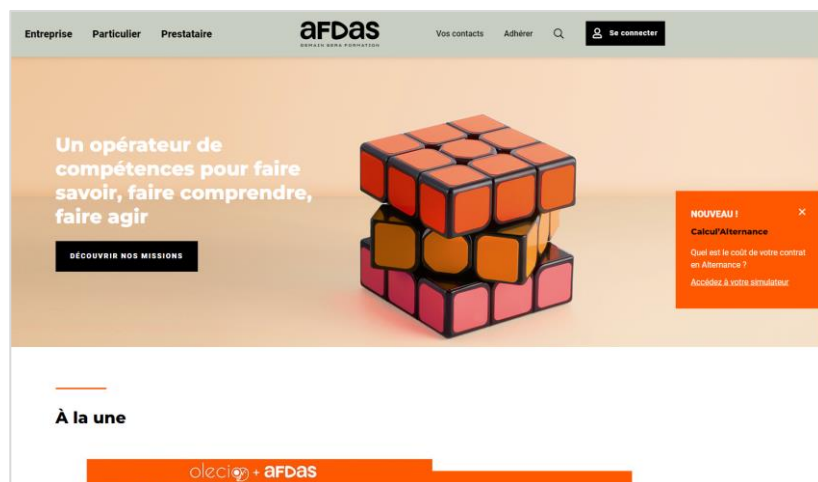 Entreprise Particulier Prestataire
aFDas
DEMAIN SERA FORMATION
Vos contacts Adhérer
Se connecter
Un opérateur de
compétences pour faire
savoir, faire comprendre,
faire agir
DÉCOUVRIR NOS MISSIONS
NOUVEAU !
Calcul'Alternance
Quel est le coût de votre contrat
en Alternance ?
Accédez à votre simulateur
À la une
olecio + aFDas